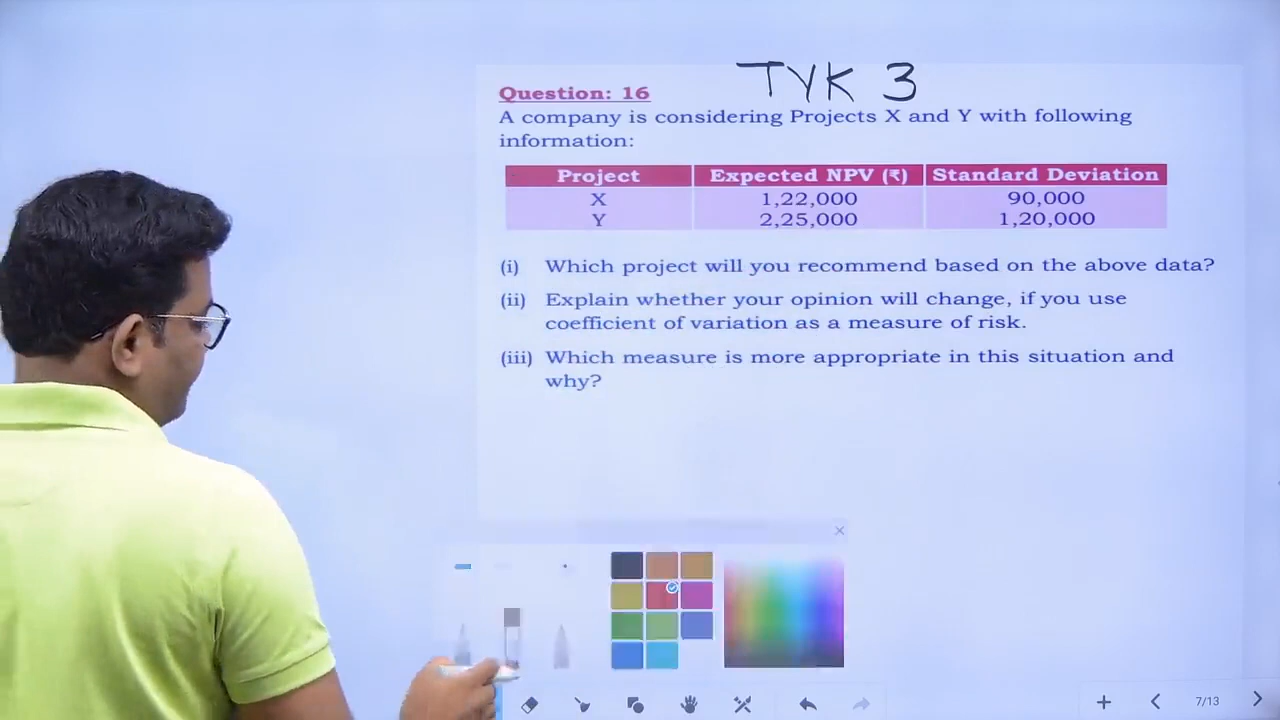 TYK 3
Question: 16
A company is considering Projects X and Y with following
information:
Project Expected NPV (₹) Standard Deviation
X 1,22,000 90,000
Y 2,25,000 1,20,000
(i) Which project will you recommend based on the above data?
(ii) Explain whether your opinion will change, if you use
coefficient of variation as a measure of risk.
(iii) Which measure is more appropriate in this situation and
why?
7/13